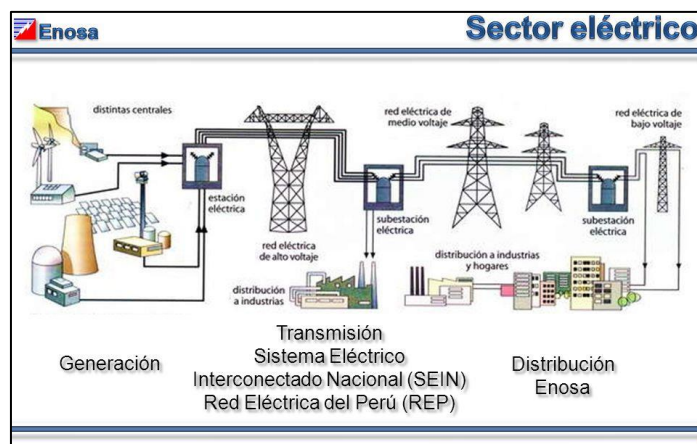 Enosa
Sector eléctrico
distintas centrales
estación
eléctrica
red eléctrica
de alto voltaje
subestación
eléctrica
distribución
a industrias
red eléctrica de
medio voltaje
red eléctrica de
bajo voltaje
subestación
eléctrica
distribución a industrias
y hogares
Generación
Transmisión
Sistema Eléctrico
Interconectado Nacional (SEIN)
Red Eléctrica del Perú (REP)
Distribución
Enosa